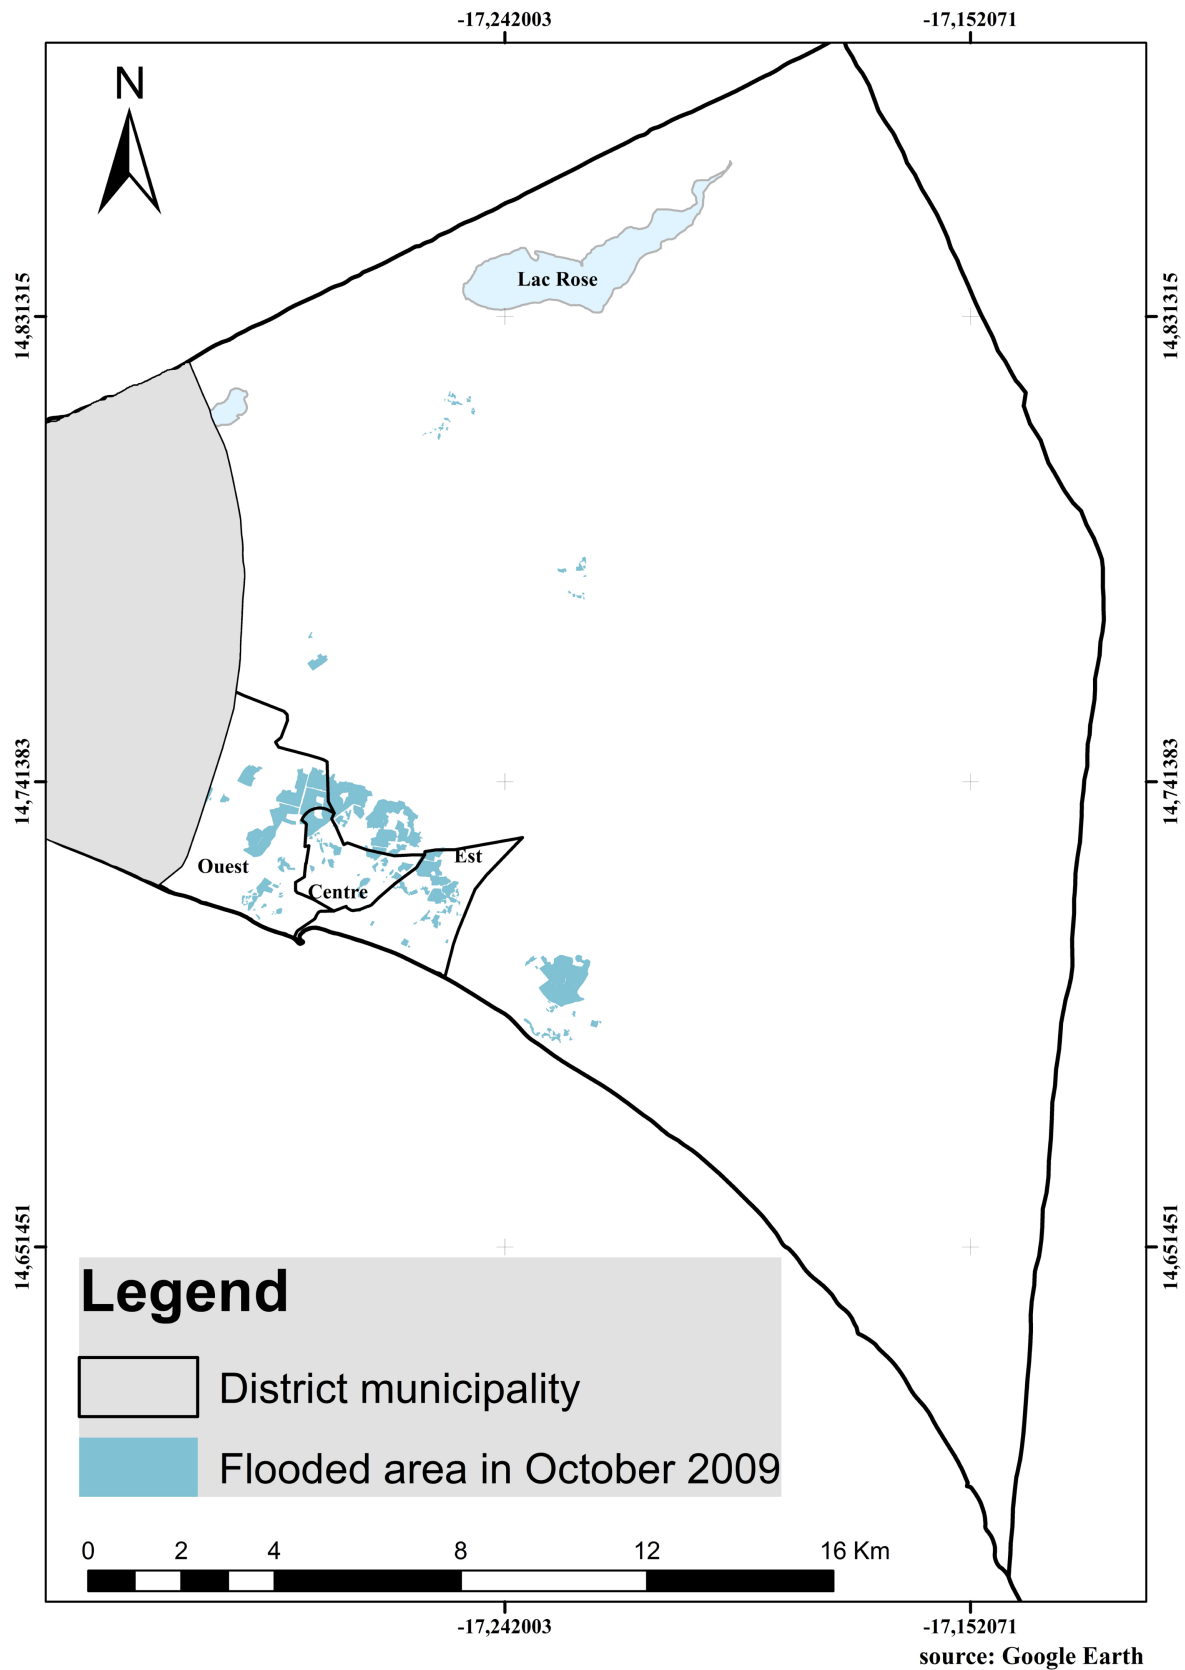 -17,242003 -17,152071
N
Lac Rose
14,831315 14,831315
14,741383 14,741383
Ouest Est
Centre
14,651451 14,651451
Legend
District municipality
Flooded area in October 2009
0 2 4 8 12 16 Km
-17,242003 -17,152071
source: Google Earth